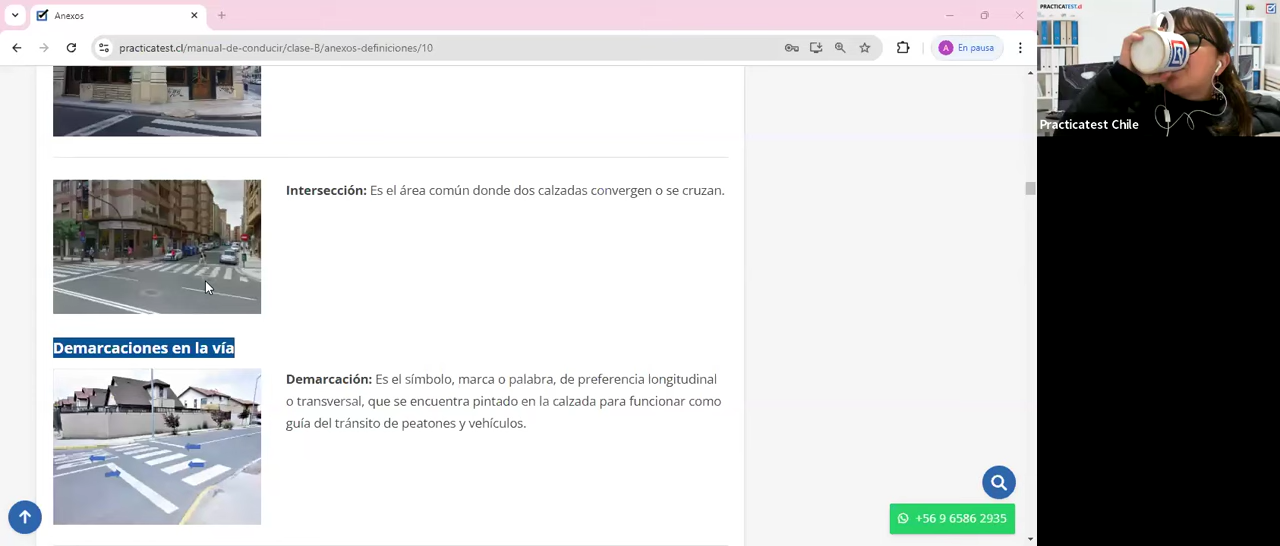 Anexos
practicatest.cl/manual-de-conducir/clase-B/anexos-definiciones/10
A
En pausa
PRACTICATEST.cl
Practicatest Chile
Intersección: Es el área común donde dos calzadas convergen o se cruzan.
Demarcaciones en la vía
Demarcación: Es el símbolo, marca o palabra, de preferencia longitudinal
o transversal, que se encuentra pintado en la calzada para funcionar como
guía del tránsito de peatones y vehículos.
+56 9 6586 2935